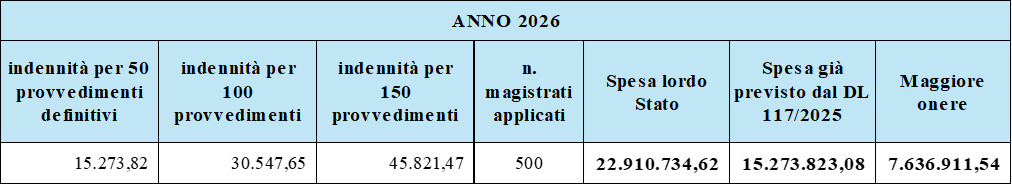 ANNO 2026
indennità per 50 provvedimenti definitivi
indennità per 100 provvedimenti
indennità per 150 provvedimenti
n. magistrati applicati
Spesa lordo Stato
Spesa già previsto dal DL 117/2025
Maggiore onere
15.273,82 30.547,65 45.821,47 500 22.910.734,62 15.273.823,08 7.636.911,54